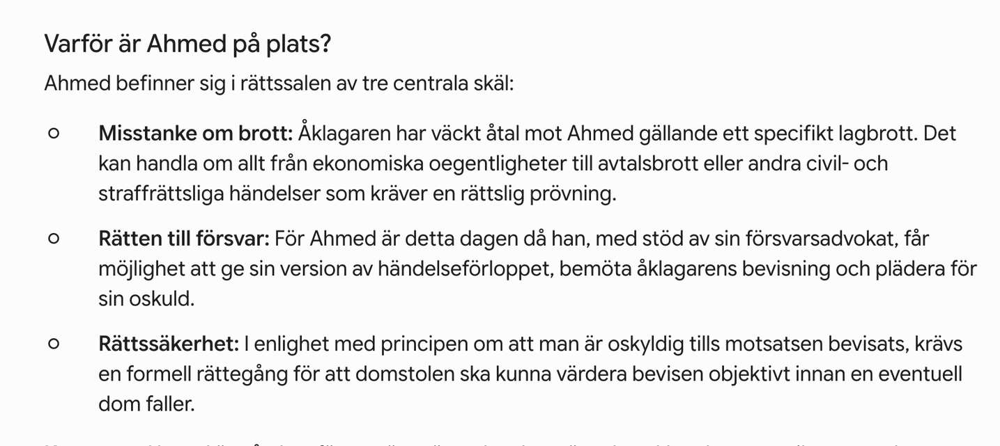 Varför är Ahmed på plats?
Ahmed befinner sig i rättssalen av tre centrala skäl:
Misstanke om brott: Åklagaren har väckt åtal mot Ahmed gällande ett specifikt lagbrott. Det
kan handla om allt från ekonomiska oegentligheter till avtalsbrott eller andra civil- och
straffrättsliga händelser som kräver en rättslig prövning.
Rätten till försvar: För Ahmed är detta dagen då han, med stöd av sin försvarsadvokat, får
möjlighet att ge sin version av händelseförloppet, bemöta åklagarens bevisning och plädera för
sin oskuld.
Rättssäkerhet: I enlighet med principen om att man är oskyldig tills motsatsen bevisats, krävs
en formell rättegång för att domstolen ska kunna värdera bevisen objektivt innan en eventuell
dom faller.